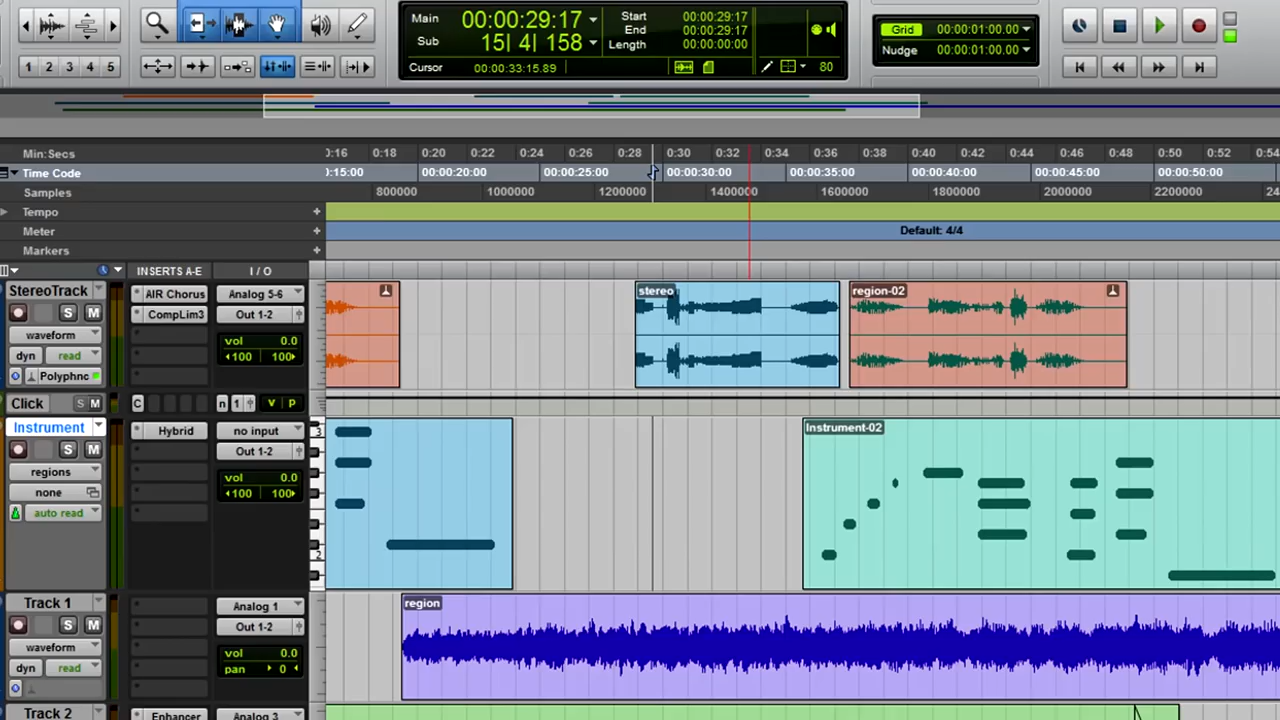 Main 00:00:29:17 Start 00:00:29:17
Sub 15| 4| 158 End 00:00:29:17
Length 00:00:00:00
Cursor 00:00:33:15.89 80
Grid 00:00:01:00.00
Nudge 00:00:01:00.00
1 2 3 4 5
Min:Secs 0:16 0:18 0:20 0:22 0:24 0:26 0:28 0:30 0:32 0:34 0:36 0:38 0:40 0:42 0:44 0:46 0:48 0:50 0:52 0:54
Time Code 0:15:00 00:00:20:00 00:00:25:00 00:00:30:00 00:00:35:00 00:00:40:00 00:00:45:00 00:00:50:00
Samples 800000 1000000 1200000 1400000 1600000 1800000 2000000 2200000 24
Tempo +
Meter + Default: 4/4
Markers +
INSERTS A-E I / O
StereoTrack AIR Chorus Analog 5-6 stereo region-02
S M CompLim3 Out 1-2
waveform vol 0.0
dyn read 100 100
Polyphnc
Click S M C n 1 V P
Instrument Hybrid no input 3 Instrument-02
S M Out 1-2
regions vol 0.0
none 100 100
auto read
2
Track 1 Analog 1 region
S M Out 1-2
waveform vol 0.0
dyn read pan 0
Track 2 Enhancer Analog 3